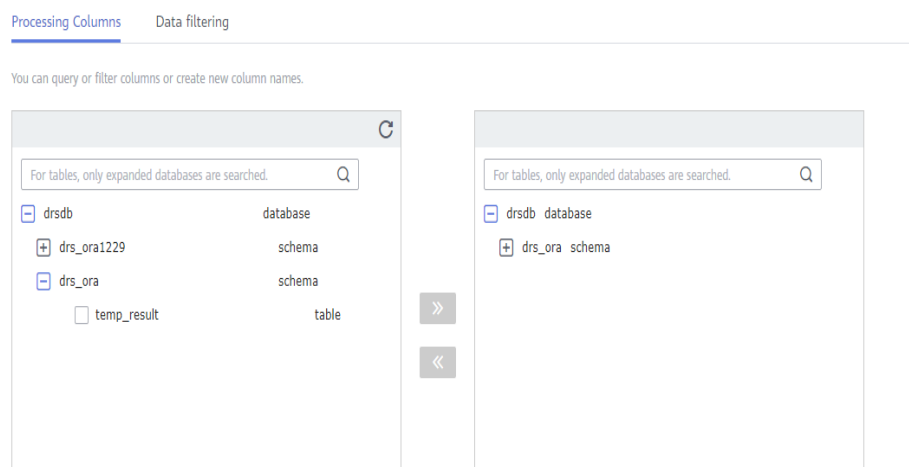 Processing Columns Data filtering
You can query or filter columns or create new column names.
For tables, only expanded databases are searched.
drsdb database
drs_ora1229 schema
drs_ora schema
temp_result table
For tables, only expanded databases are searched.
drsdb database
drs_ora schema